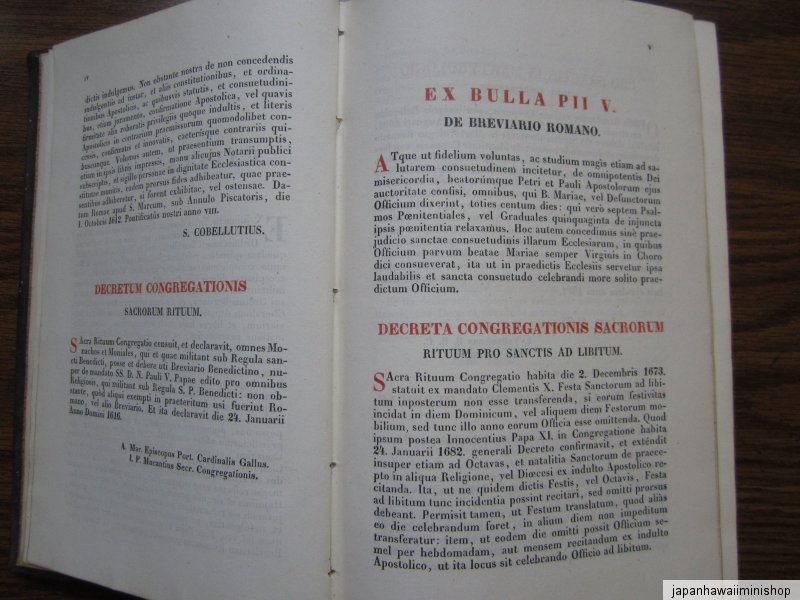 IV
dictis indulgemus. Non obstante nostra de non concedendis
indulgentiis ad instar, et aliis constitutionibus, et ordina-
tionibus Apostolicis, ac quibusvis statutis, et consuetudini-
bus, etiam juramento, confirmatione Apostolica, vel quavis
firmitate alia roboratis privilegiis quoque indultis, et literis
Apostolicis in contrarium praemissorum quomodolibet con-
cessis, confirmatis et innovatis, caeterisque contrariis qui-
buscumque. Volumus autem, ut praesentium transumptis,
etiam in ipsis libris impressis, manu alicujus Notarii publici
subscriptis, et sigillo personae in dignitate Ecclesiastica con-
stitutae munitis, eadem prorsus fides adhibeatur, quae prae-
sentibus adhiberetur, si forent exhibitae, vel ostensae. Da-
tum Romae apud S. Marcum, sub Annulo Piscatoris, die
I. Octobris 1612. Pontificatus nostri anno VIII.
S. COBELLUTIUS.
DECRETUM CONGREGATIONIS
SACRORUM RITUUM.
SAcra Rituum Congregatio censuit, et declaravit, omnes Mo-
nachos et Moniales, qui et quae militant sub Regula san-
cti Benedicti, posse et debere uti Breviario Benedictino, nu-
per de mandato SS. D. N. Pauli V. Papae edito pro omnibus
Religiosis, qui militant sub Regula S. P. Benedicti: non ob-
stante, quod aliqui exempti in praeteritum usi fuerint Ro-
mano, vel alio Breviario. Et ita declaravit die 24. Januarii
Anno Domini 1616.
A. Mar. Episcopus Port. Cardinalis Gallus.
I. P. Mucantius Secr. Congregationis.
V
EX BULLA PII V.
DE BREVIARIO ROMANO.
ATque ut fidelium voluntas, ac studium magis etiam ad sa-
lutarem consuetudinem incitetur, de omnipotentis Dei
misericordia, beatorumque Petri et Pauli Apostolorum ejus
auctoritate confisi, omnibus, qui B. Mariae, vel Defunctorum
Officium dixerint, toties centum dies: qui verò septem Psal-
mos Pœnitentiales, vel Graduales quinquaginta de injuncta
ipsis pœnitentia relaxamus. Hoc autem concedimus sinè prae-
judicio sanctae consuetudinis illarum Ecclesiarum, in quibus
Officium parvum beatae Mariae semper Virginis in Choro
dici consueverat, ita ut in praedictis Ecclesiis servetur ipsa
laudabilis et sancta consuetudo celebrandi more solito prae-
dictum Officium.
DECRETA CONGREGATIONIS SACRORUM
RITUUM PRO SANCTIS AD LIBITUM.
SAcra Rituum Congregatio habita die 2. Decembris 1673.
statuit ex mandato Clementis X. Festa Sanctorum ad libi-
tum inposterum non esse transferenda, si eorum festivitas
incidat in diem Dominicum, vel aliquem diem Festorum mo-
bilium, sed tunc illo anno eorum Officia esse omittenda. Quod
ipsum postea Innocentius Papa XI. in Congregatione habita
24. Januarii 1682. generali Decreto confirmavit, et exténdit
insuper etiam ad Octavas, et natalitia Sanctorum de praece-
pto in aliqua Religione, vel Diœcesi ex indulto Apostolico re-
citanda. Ita, ut ne quidem dictis Festis, vel Octavis, Festa
ad libitum tunc incidentia possint recitari, sed omitti prorsus
debeant. Permisit tamen, ut Festum translatum, quod aliàs
eo die celebrandum foret, in alium diem non impeditum
transferatur: item, ut eodem die omitti possit Officium se-
mel per hebdomadam, aut mensem recitandum ex indulto
Apostolico, ut ita locus sit celebrando Officio ad libitum.
japanhawaiiminishop